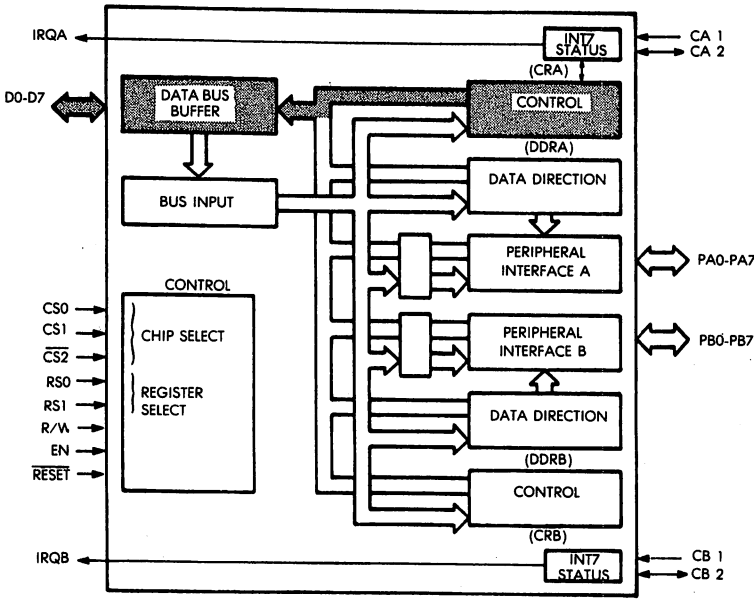 IRQA
INT7
STATUS
CA 1
CA 2
(CRA)
D0-D7
DATA BUS
BUFFER
CONTROL
(DDRA)
DATA DIRECTION
BUS INPUT
PERIPHERAL
INTERFACE A
PA0-PA7
CONTROL
CS0
CS1
CS2
RS0
RS1
R/W
EN
RESET
CHIP SELECT
REGISTER
SELECT
PERIPHERAL
INTERFACE B
PB0-PB7
DATA DIRECTION
(DDRB)
CONTROL
(CRB)
IRQB
INT7
STATUS
CB 1
CB 2